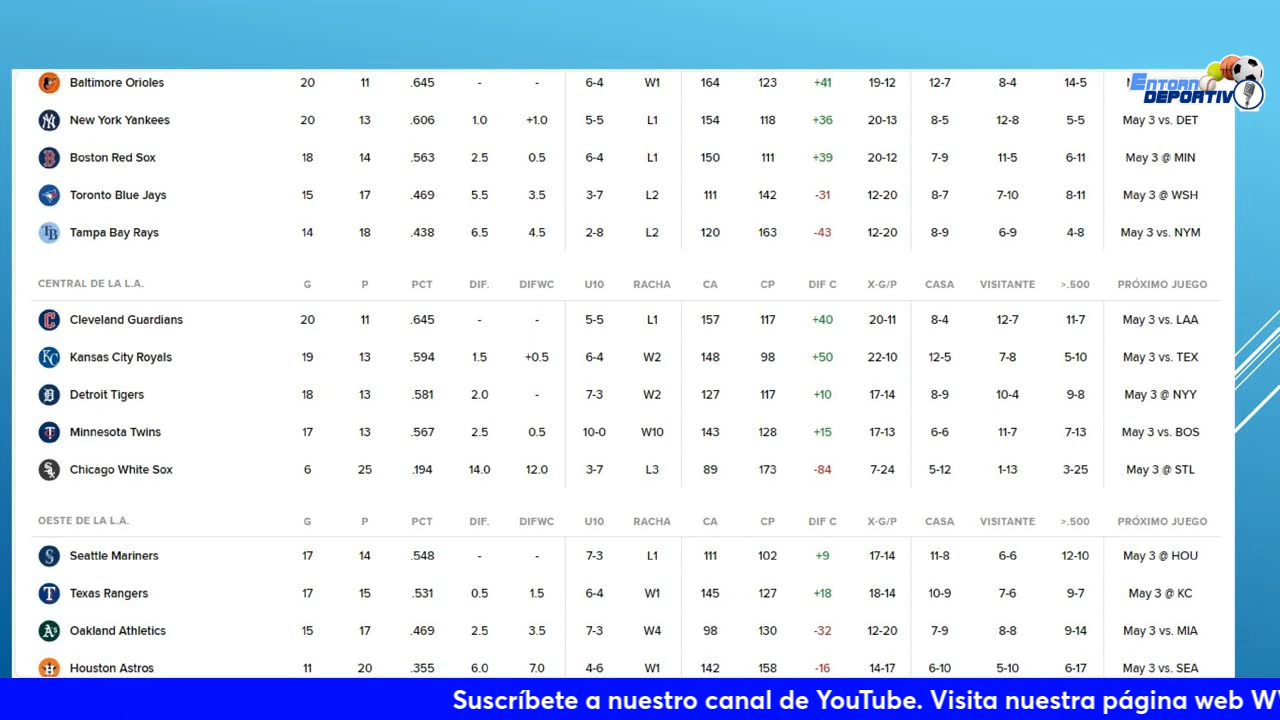 Baltimore Orioles 20 11 .645 - - 6-4 W1 164 123 +41 19-12 12-7 8-4 14-5
ENTORNO DEPORTIVO
New York Yankees 20 13 .606 1.0 +1.0 5-5 L1 154 118 +36 20-13 8-5 12-8 5-5 May 3 vs. DET
Boston Red Sox 18 14 .563 2.5 0.5 6-4 L1 150 111 +39 20-12 7-9 11-5 6-11 May 3 @ MIN
Toronto Blue Jays 15 17 .469 5.5 3.5 3-7 L2 111 142 -31 12-20 8-7 7-10 8-11 May 3 @ WSH
Tampa Bay Rays 14 18 .438 6.5 4.5 2-8 L2 120 163 -43 12-20 8-9 6-9 4-8 May 3 vs. NYM
CENTRAL DE LA L.A. G P PCT DIF. DIFWC U10 RACHA CA CP DIF C X-G/P CASA VISITANTE >.500 PRÓXIMO JUEGO
Cleveland Guardians 20 11 .645 - - 5-5 L1 157 117 +40 20-11 8-4 12-7 11-7 May 3 vs. LAA
Kansas City Royals 19 13 .594 1.5 +0.5 6-4 W2 148 98 +50 22-10 12-5 7-8 5-10 May 3 vs. TEX
Detroit Tigers 18 13 .581 2.0 - 7-3 W2 127 117 +10 17-14 8-9 10-4 9-8 May 3 @ NYY
Minnesota Twins 17 13 .567 2.5 0.5 10-0 W10 143 128 +15 17-13 6-6 11-7 7-13 May 3 vs. BOS
Chicago White Sox 6 25 .194 14.0 12.0 3-7 L3 89 173 -84 7-24 5-12 1-13 3-25 May 3 @ STL
OESTE DE LA L.A. G P PCT DIF. DIFWC U10 RACHA CA CP DIF C X-G/P CASA VISITANTE >.500 PRÓXIMO JUEGO
Seattle Mariners 17 14 .548 - - 7-3 L1 111 102 +9 17-14 11-8 6-6 12-10 May 3 @ HOU
Texas Rangers 17 15 .531 0.5 1.5 6-4 W1 145 127 +18 18-14 10-9 7-6 9-7 May 3 @ KC
Oakland Athletics 15 17 .469 2.5 3.5 7-3 W4 98 130 -32 12-20 7-9 8-8 9-14 May 3 vs. MIA
Houston Astros 11 20 .355 6.0 7.0 4-6 W1 142 158 -16 14-17 6-10 5-10 6-17 May 3 vs. SEA
Suscríbete a nuestro canal de YouTube. Visita nuestra página web W